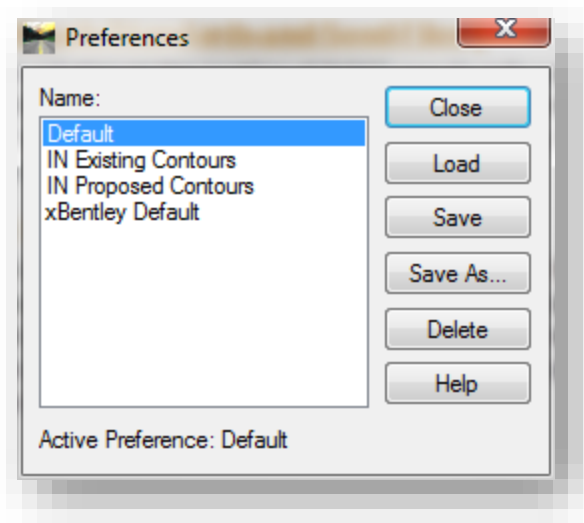 Preferences
X
Name:
Default
IN Existing Contours
IN Proposed Contours
xBentley Default
Close
Load
Save
Save As...
Delete
Help
Active Preference: Default